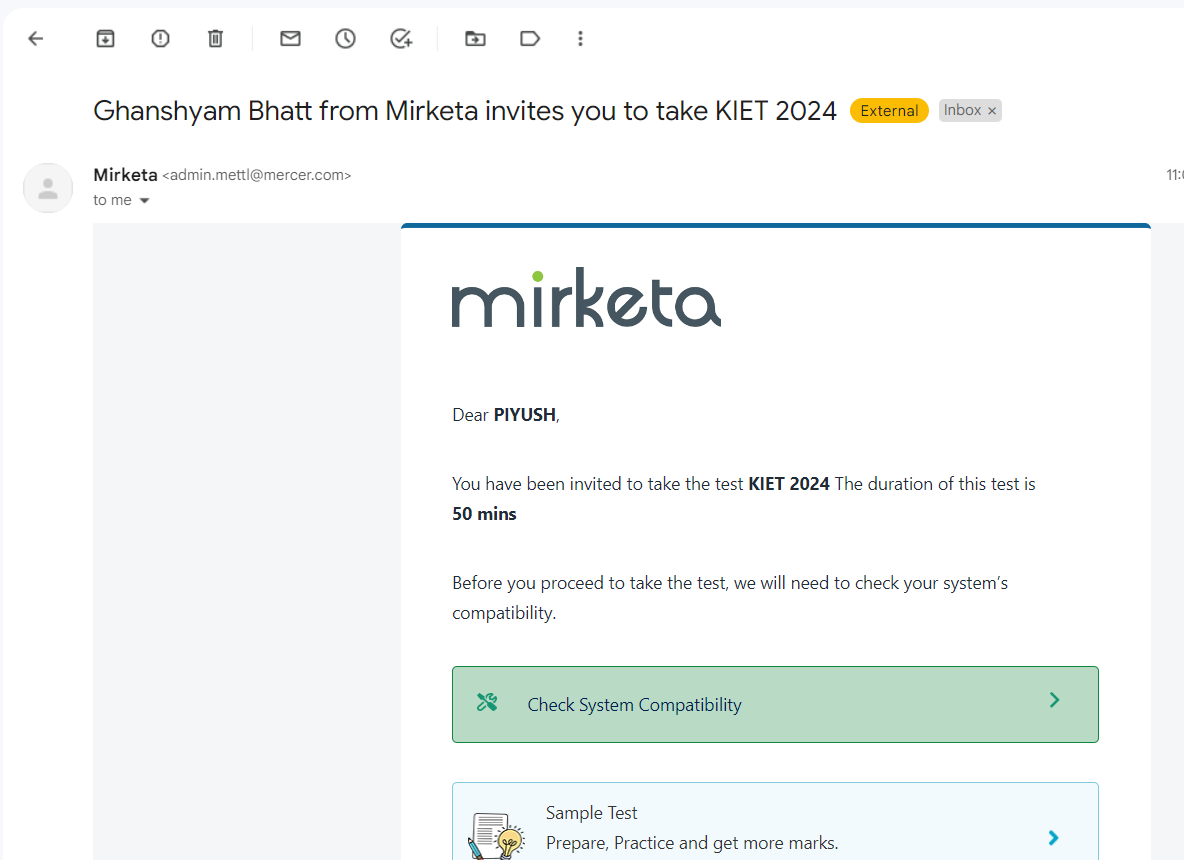 Ghanshyam Bhatt from Mirketa invites you to take KIET 2024 External Inbox ×
Mirketa <admin.mettl@mercer.com>
11:
to me
mirketa
Dear PIYUSH,
You have been invited to take the test KIET 2024 The duration of this test is
50 mins
Before you proceed to take the test, we will need to check your system’s
compatibility.
Check System Compatibility
Sample Test
Prepare, Practice and get more marks.